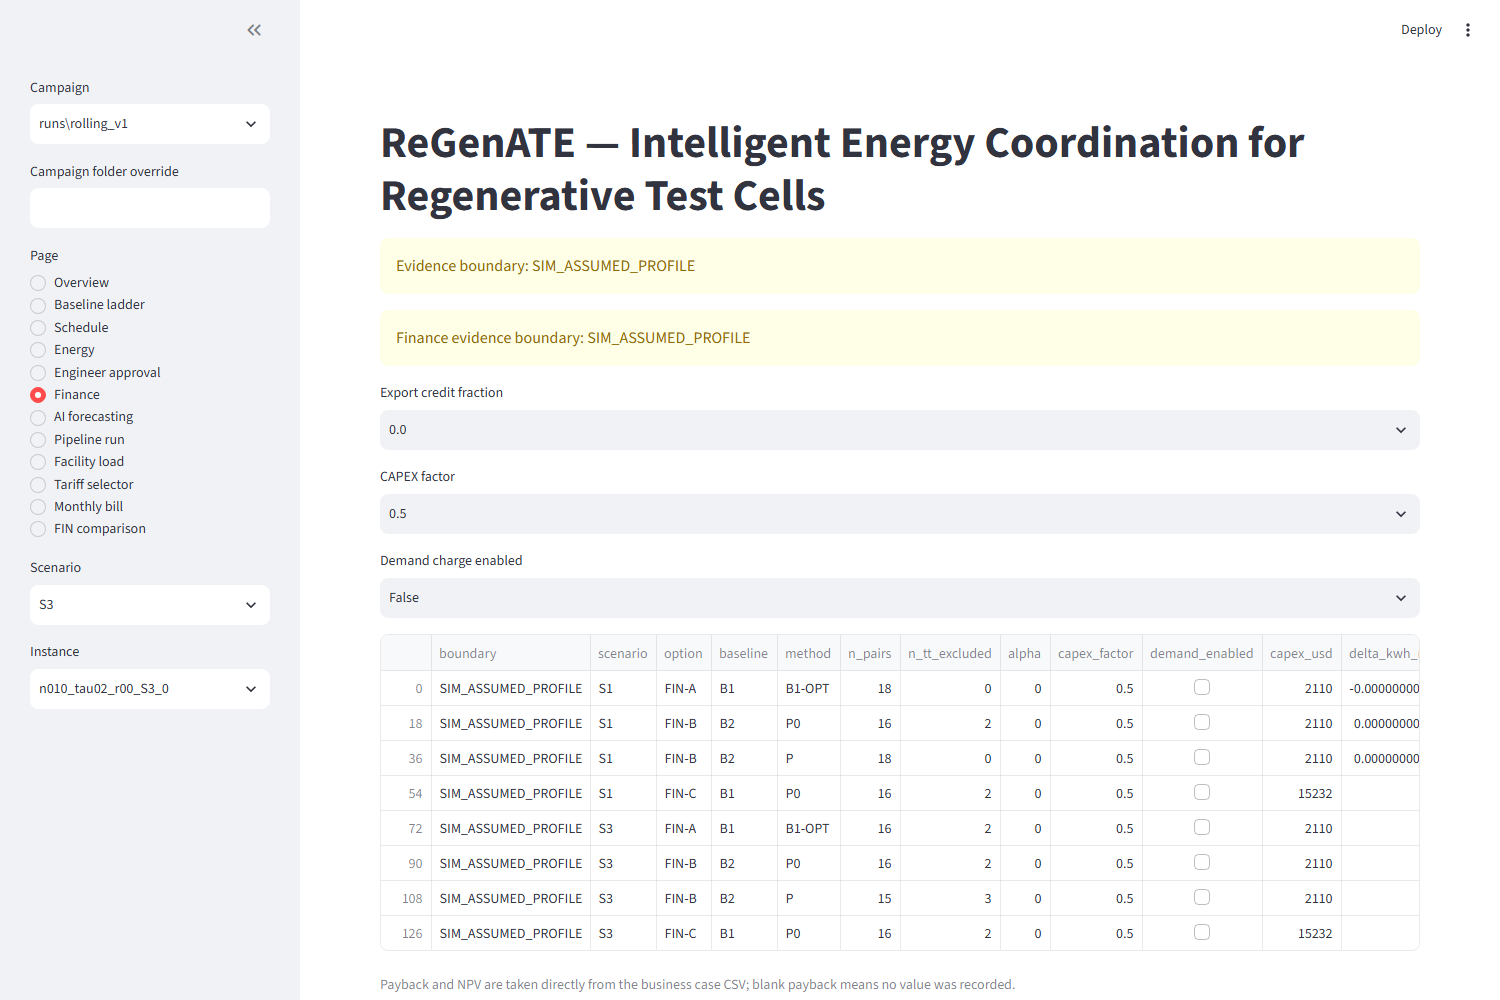 Deploy
Campaign
runs\rolling_v1
Campaign folder override
Page
Overview
Baseline ladder
Schedule
Energy
Engineer approval
Finance
AI forecasting
Pipeline run
Facility load
Tariff selector
Monthly bill
FIN comparison
Scenario
S3
Instance
n010_tau02_r00_S3_0
ReGenATE — Intelligent Energy Coordination for
Regenerative Test Cells
Evidence boundary: SIM_ASSUMED_PROFILE
Finance evidence boundary: SIM_ASSUMED_PROFILE
Export credit fraction
0.0
CAPEX factor
0.5
Demand charge enabled
False
boundary scenario option baseline method n_pairs n_tt_excluded alpha capex_factor demand_enabled capex_usd delta_kwh_
0 SIM_ASSUMED_PROFILE S1 FIN-A B1 B1-OPT 18 0 0 0.5 2110 -0.00000000
18 SIM_ASSUMED_PROFILE S1 FIN-B B2 P0 16 2 0 0.5 2110 0.00000000
36 SIM_ASSUMED_PROFILE S1 FIN-B B2 P 18 0 0 0.5 2110 0.00000000
54 SIM_ASSUMED_PROFILE S1 FIN-C B1 P0 16 2 0 0.5 15232
72 SIM_ASSUMED_PROFILE S3 FIN-A B1 B1-OPT 16 2 0 0.5 2110
90 SIM_ASSUMED_PROFILE S3 FIN-B B2 P0 16 2 0 0.5 2110
108 SIM_ASSUMED_PROFILE S3 FIN-B B2 P 15 3 0 0.5 2110
126 SIM_ASSUMED_PROFILE S3 FIN-C B1 P0 16 2 0 0.5 15232
Payback and NPV are taken directly from the business case CSV; blank payback means no value was recorded.